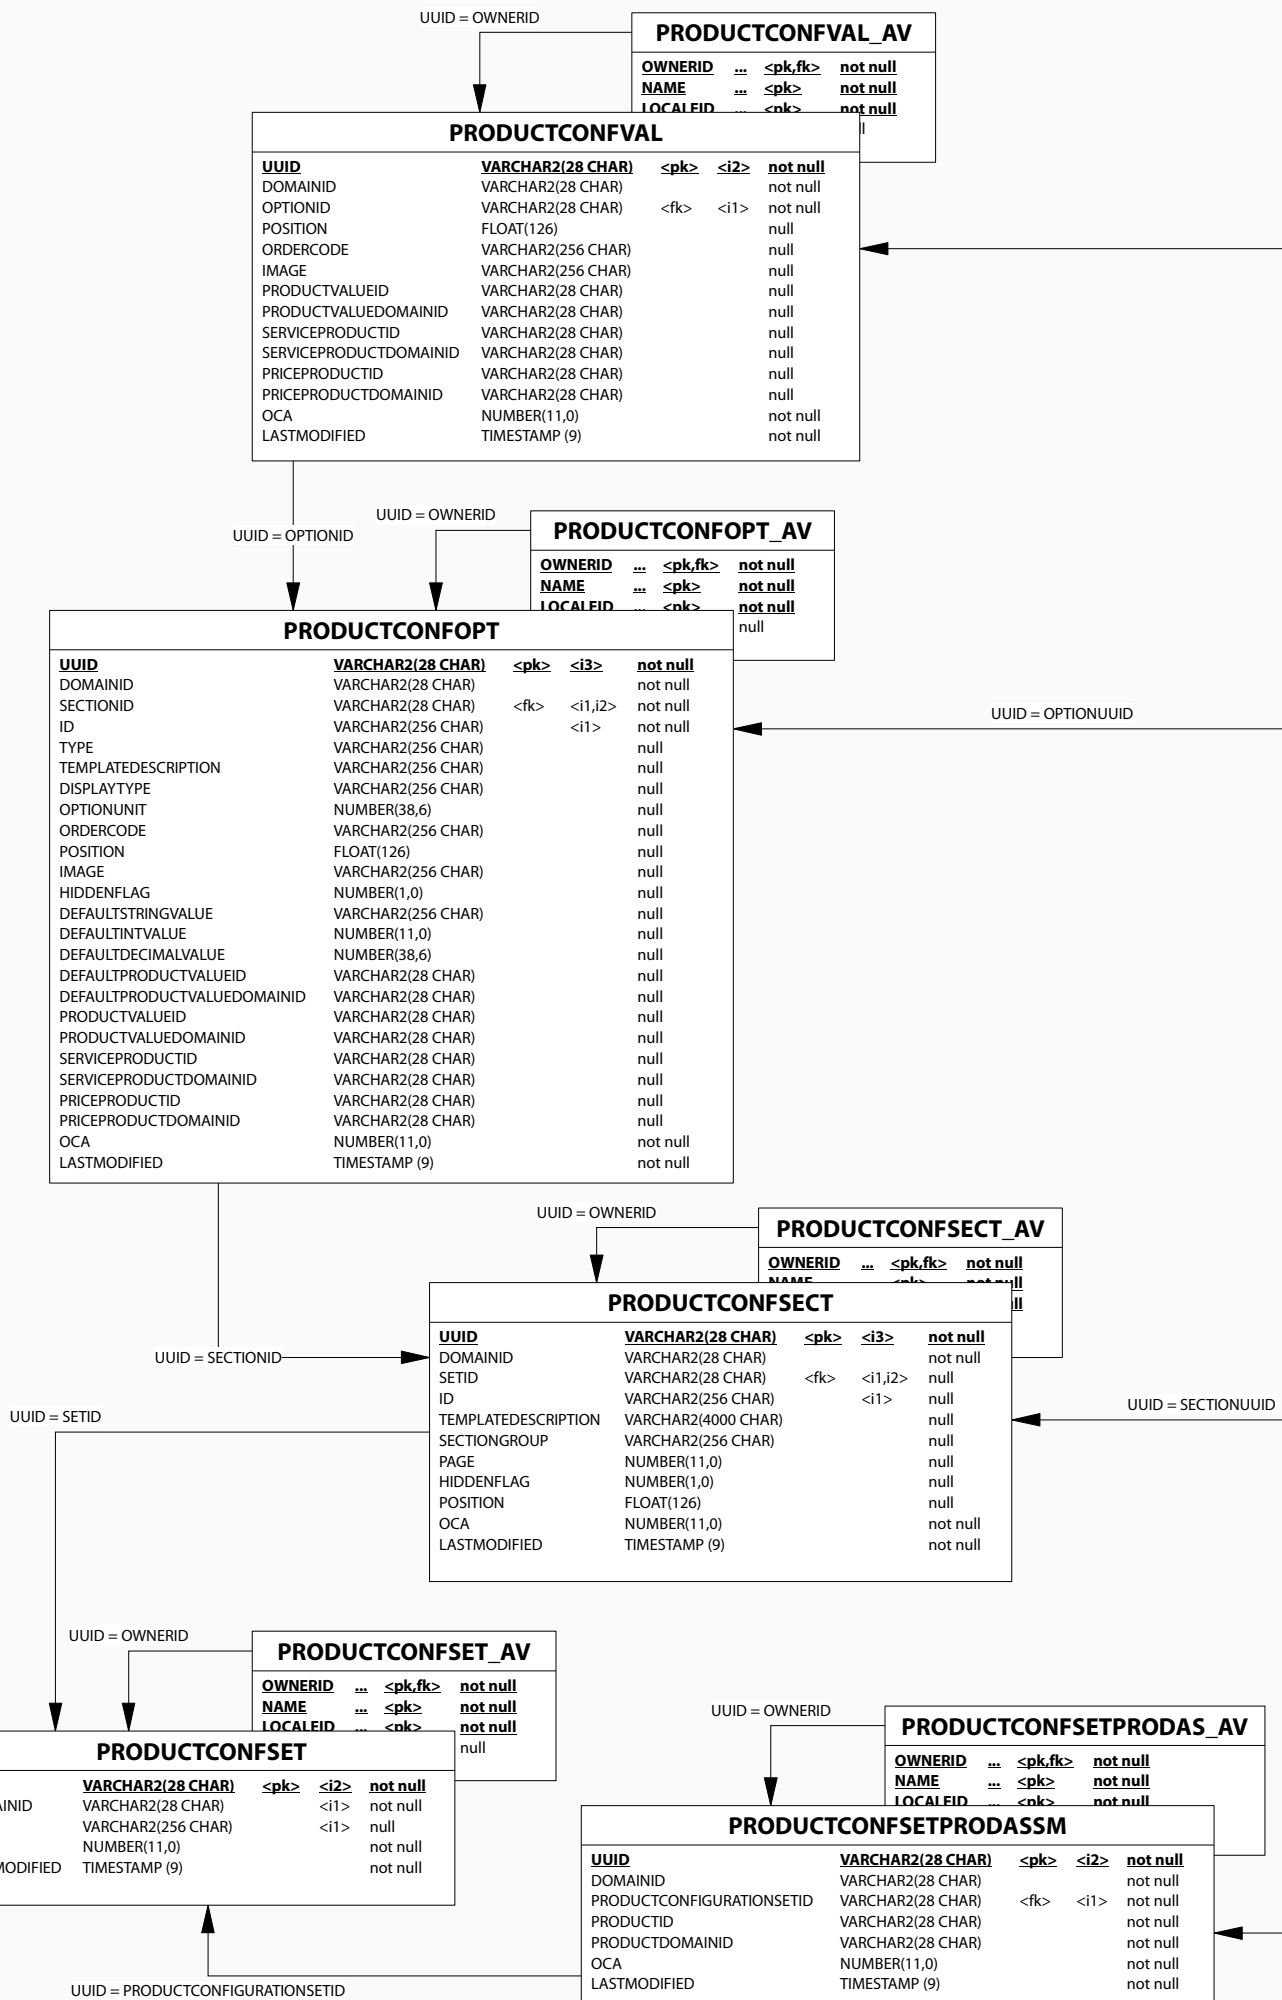 UUID = OWNERID
PRODUCTCONFVAL_AV
OWNERID ... <pk,fk> not null
NAME ... <pk> not null
LOCALEID ... <pk> not null
PRODUCTCONFVAL
UUID VARCHAR2(28 CHAR) <pk> <i2> not null
DOMAINID VARCHAR2(28 CHAR) not null
OPTIONID VARCHAR2(28 CHAR) <fk> <i1> not null
POSITION FLOAT(126) null
ORDERCODE VARCHAR2(256 CHAR) null
IMAGE VARCHAR2(256 CHAR) null
PRODUCTVALUEID VARCHAR2(28 CHAR) null
PRODUCTVALUEDOMAINID VARCHAR2(28 CHAR) null
SERVICEPRODUCTID VARCHAR2(28 CHAR) null
SERVICEPRODUCTDOMAINID VARCHAR2(28 CHAR) null
PRICEPRODUCTID VARCHAR2(28 CHAR) null
PRICEPRODUCTDOMAINID VARCHAR2(28 CHAR) null
OCA NUMBER(11,0) not null
LASTMODIFIED TIMESTAMP (9) not null
UUID = OPTIONID
UUID = OWNERID
PRODUCTCONFOPT_AV
OWNERID ... <pk,fk> not null
NAME ... <pk> not null
LOCALEID ... <pk> not null
null
PRODUCTCONFOPT
UUID VARCHAR2(28 CHAR) <pk> <i3> not null
DOMAINID VARCHAR2(28 CHAR) not null
SECTIONID VARCHAR2(28 CHAR) <fk> <i1,i2> not null
ID VARCHAR2(256 CHAR) <i1> not null
TYPE VARCHAR2(256 CHAR) null
TEMPLATEDESCRIPTION VARCHAR2(256 CHAR) null
DISPLAYTYPE VARCHAR2(256 CHAR) null
OPTIONUNIT NUMBER(38,6) null
ORDERCODE VARCHAR2(256 CHAR) null
POSITION FLOAT(126) null
IMAGE VARCHAR2(256 CHAR) null
HIDDENFLAG NUMBER(1,0) null
DEFAULTSTRINGVALUE VARCHAR2(256 CHAR) null
DEFAULTINTVALUE NUMBER(11,0) null
DEFAULTDECIMALVALUE NUMBER(38,6) null
DEFAULTPRODUCTVALUEID VARCHAR2(28 CHAR) null
DEFAULTPRODUCTVALUEDOMAINID VARCHAR2(28 CHAR) null
PRODUCTVALUEID VARCHAR2(28 CHAR) null
PRODUCTVALUEDOMAINID VARCHAR2(28 CHAR) null
SERVICEPRODUCTID VARCHAR2(28 CHAR) null
SERVICEPRODUCTDOMAINID VARCHAR2(28 CHAR) null
PRICEPRODUCTID VARCHAR2(28 CHAR) null
PRICEPRODUCTDOMAINID VARCHAR2(28 CHAR) null
OCA NUMBER(11,0) not null
LASTMODIFIED TIMESTAMP (9) not null
UUID = OPTIONUUID
UUID = OWNERID
PRODUCTCONFSECT_AV
OWNERID ... <pk,fk> not null
NAME <pk> not null
PRODUCTCONFSECT
UUID VARCHAR2(28 CHAR) <pk> <i3> not null
DOMAINID VARCHAR2(28 CHAR) not null
SETID VARCHAR2(28 CHAR) <fk> <i1,i2> null
ID VARCHAR2(256 CHAR) <i1> null
TEMPLATEDESCRIPTION VARCHAR2(4000 CHAR) null
SECTIONGROUP VARCHAR2(256 CHAR) null
PAGE NUMBER(11,0) null
HIDDENFLAG NUMBER(1,0) null
POSITION FLOAT(126) null
OCA NUMBER(11,0) not null
LASTMODIFIED TIMESTAMP (9) not null
UUID = SECTIONID
UUID = SETID
UUID = SECTIONUUID
UUID = OWNERID
PRODUCTCONFSET_AV
OWNERID ... <pk,fk> not null
NAME ... <pk> not null
LOCALEID ... <pk> not null
null
PRODUCTCONFSET
VARCHAR2(28 CHAR) <pk> <i2> not null
AINID VARCHAR2(28 CHAR) <i1> not null
VARCHAR2(256 CHAR) <i1> null
NUMBER(11,0) not null
MODIFIED TIMESTAMP (9) not null
UUID = OWNERID
PRODUCTCONFSETPRODAS_AV
OWNERID ... <pk,fk> not null
NAME ... <pk> not null
LOCALEID ... <pk> not null
PRODUCTCONFSETPRODASSM
UUID VARCHAR2(28 CHAR) <pk> <i2> not null
DOMAINID VARCHAR2(28 CHAR) not null
PRODUCTCONFIGURATIONSETID VARCHAR2(28 CHAR) <fk> <i1> not null
PRODUCTID VARCHAR2(28 CHAR) not null
PRODUCTDOMAINID VARCHAR2(28 CHAR) not null
OCA NUMBER(11,0) not null
LASTMODIFIED TIMESTAMP (9) not null
UUID = PRODUCTCONFIGURATIONSETID